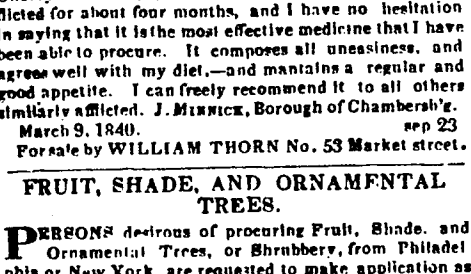 flicted for about four months, and I have no hesitation
in saying that it is the most effective medicine that I have
been able to procure. It composes all uneasiness, and
agrees well with my diet,—and mantains a regular and
good appetite. I can freely recommend it to all others
similarly afflicted. J. MINNICK, Borough of Chambersb'g.
March 9, 1840. sep 23
For sale by WILLIAM THORN No. 53 Market street.
FRUIT, SHADE, AND ORNAMENTAL
TREES.
PERSONS desirous of procuring Fruit, Shade. and
Ornamental Trees, or Shrubbery, from Philadel
phia or New York, are requested to make application as